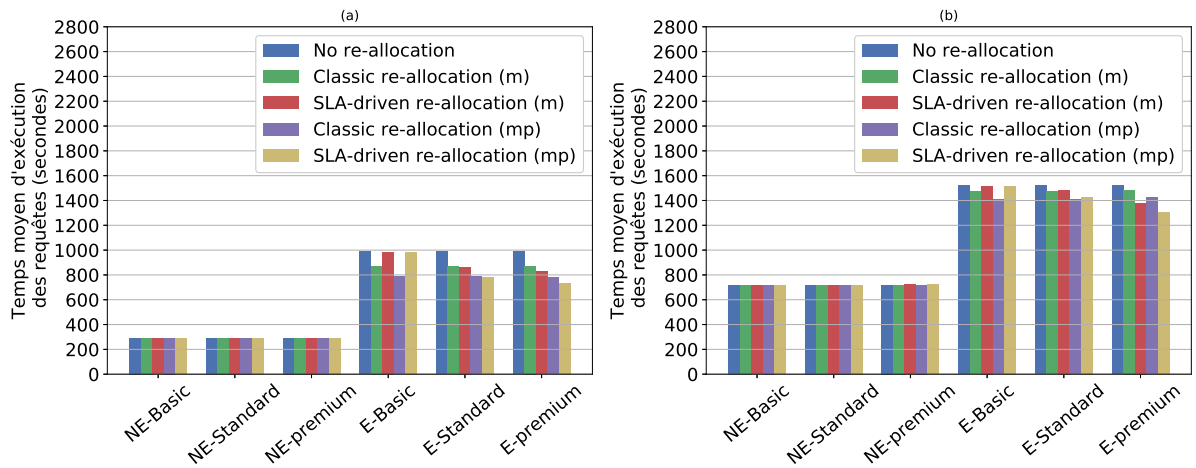 (a)
Temps moyen d'exécution
des requêtes (secondes)
2800
2600
2400
2200
2000
1800
1600
1400
1200
1000
800
600
400
200
0
No re-allocation
Classic re-allocation (m)
SLA-driven re-allocation (m)
Classic re-allocation (mp)
SLA-driven re-allocation (mp)
NE-Basic
NE-Standard
NE-premium
E-Basic
E-Standard
E-premium
(b)
Temps moyen d'exécution
des requêtes (secondes)
2800
2600
2400
2200
2000
1800
1600
1400
1200
1000
800
600
400
200
0
No re-allocation
Classic re-allocation (m)
SLA-driven re-allocation (m)
Classic re-allocation (mp)
SLA-driven re-allocation (mp)
NE-Basic
NE-Standard
NE-premium
E-Basic
E-Standard
E-premium